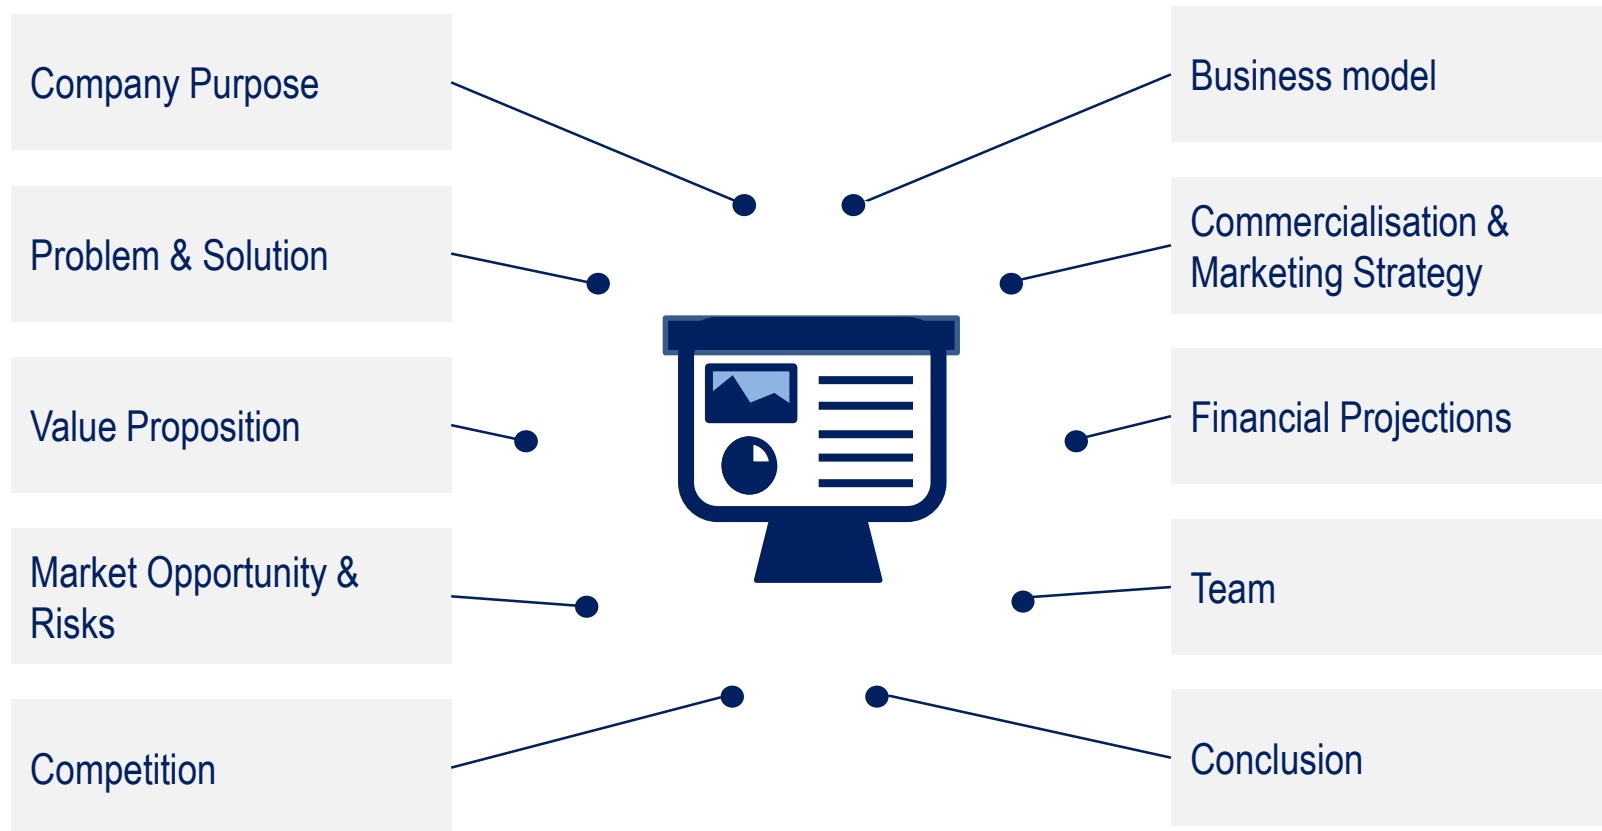 Company Purpose
Problem & Solution
Value Proposition
Market Opportunity &
Risks
Competition
Business model
Commercialisation &
Marketing Strategy
Financial Projections
Team
Conclusion